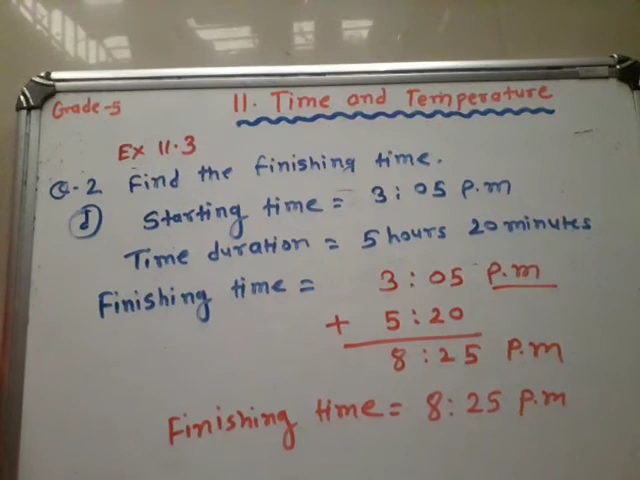 Grade-5
11. Time and Temperature
Ex 11.3
Q.2 Find the finishing time.
d) Starting time = 3:05 p.m
Time duration = 5 hours 20 minutes
Finishing time = 3:05 p.m
+ 5:20
8:25 p.m
Finishing time = 8:25 p.m